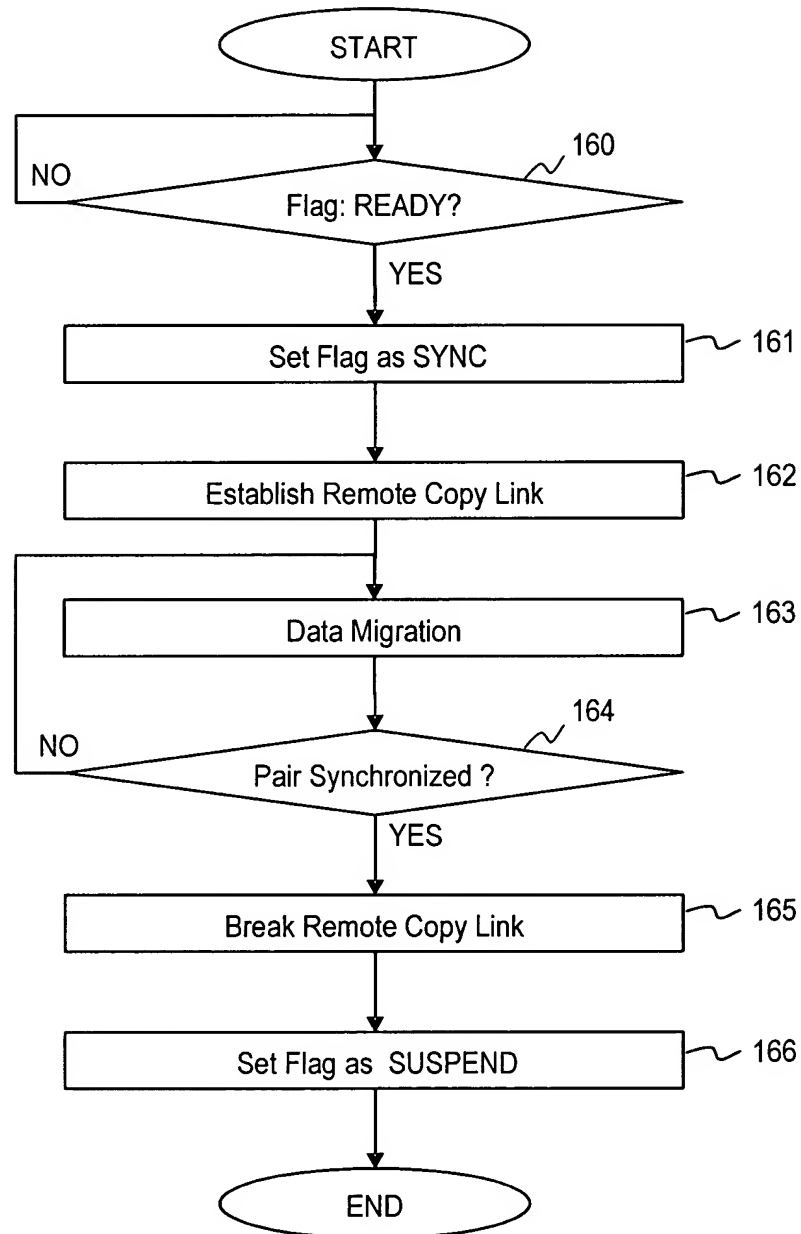 START
160
NO
Flag: READY?
YES
Set Flag as SYNC
161
Establish Remote Copy Link
162
Data Migration
163
164
NO
Pair Synchronized ?
YES
Break Remote Copy Link
165
Set Flag as SUSPEND
166
END